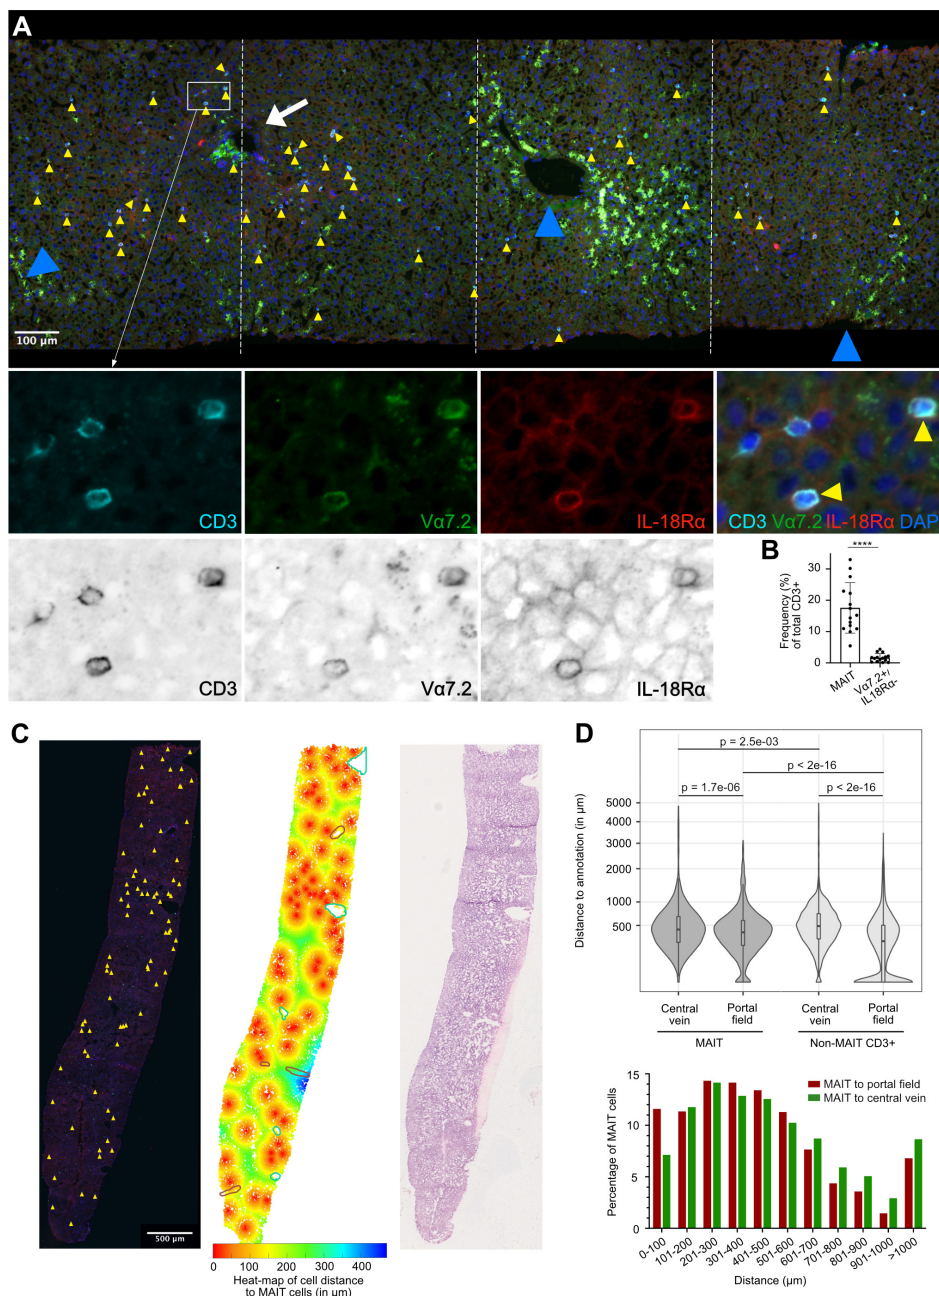 A
100 μm
CD3
Vα7.2
IL-18Rα
CD3 Vα7.2 IL-18Rα DAPI
CD3
Vα7.2
IL-18Rα
B
****
Frequency (%)
of total CD3+
30
20
10
0
MAIT
Vα7.2+/
IL18Rα-
C
500 μm
0 100 200 300 400
Heat-map of cell distance
to MAIT cells (in μm)
D
p = 2.5e-03
p < 2e-16
p = 1.7e-06
p < 2e-16
Distance to annotation (in μm)
5000
4000
3000
2000
1000
500
Central
vein
Portal
field
Central
vein
Portal
field
MAIT
Non-MAIT CD3+
Percentage of MAIT cells
15
10
5
0
MAIT to portal field
MAIT to central vein
0-100
101-200
201-300
301-400
401-500
501-600
601-700
701-800
801-900
901-1000
>1000
Distance (μm)